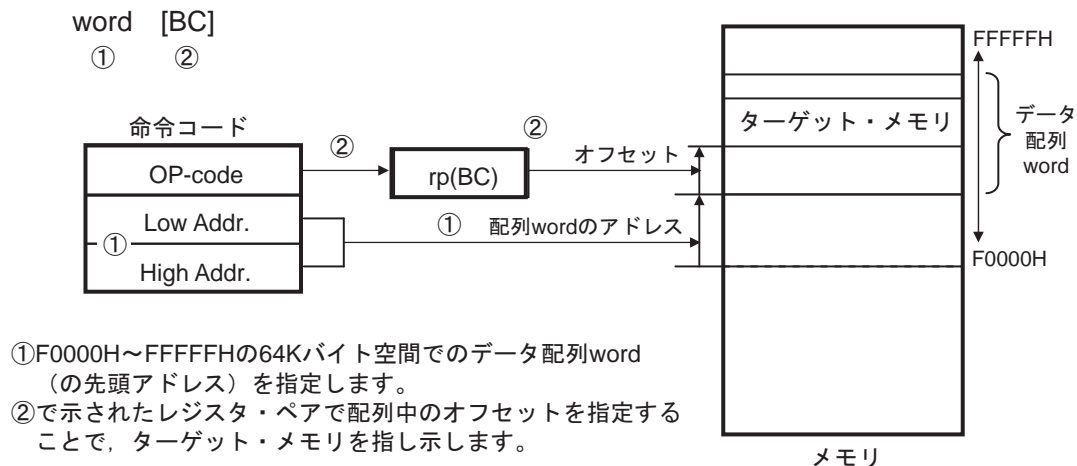 word [BC]
① ②
命令コード
OP-code
Low Addr.
①
High Addr.
②
rp(BC)
②
オフセット
① 配列wordのアドレス
FFFFFH
ターゲット・メモリ
データ
配列
word
F0000H
メモリ
①F0000H～FFFFFHの64Kバイト空間でのデータ配列word
（の先頭アドレス）を指定します。
②で示されたレジスタ・ペアで配列中のオフセットを指定する
ことで，ターゲット・メモリを指し示します。